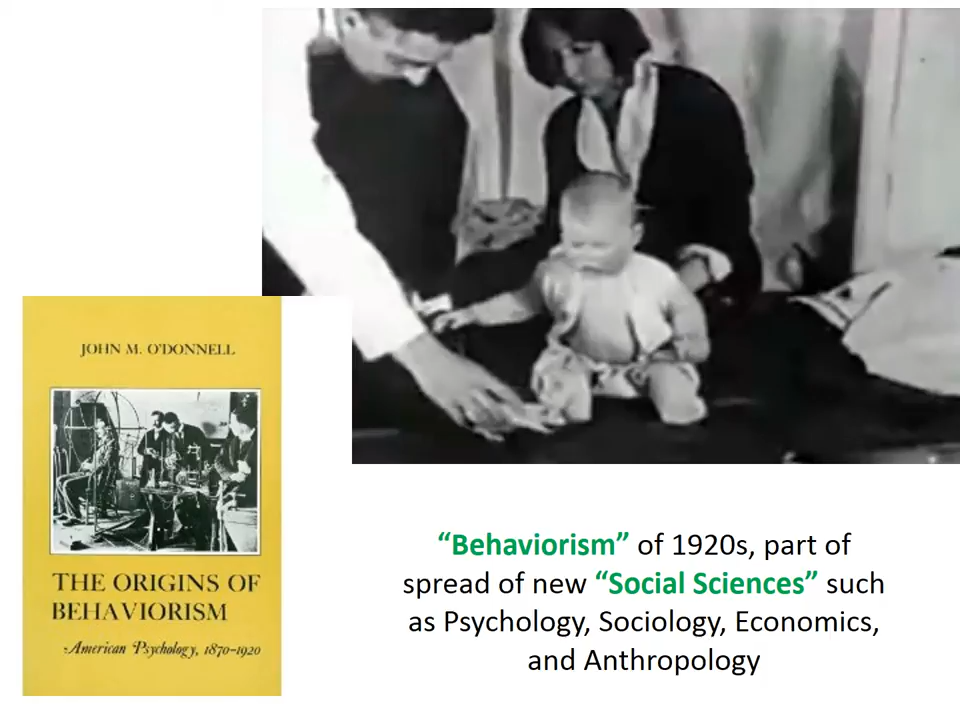 JOHN M. O'DONNELL
THE ORIGINS OF
BEHAVIORISM
American Psychology, 1870–1920
“Behaviorism” of 1920s, part of
spread of new “Social Sciences” such
as Psychology, Sociology, Economics,
and Anthropology